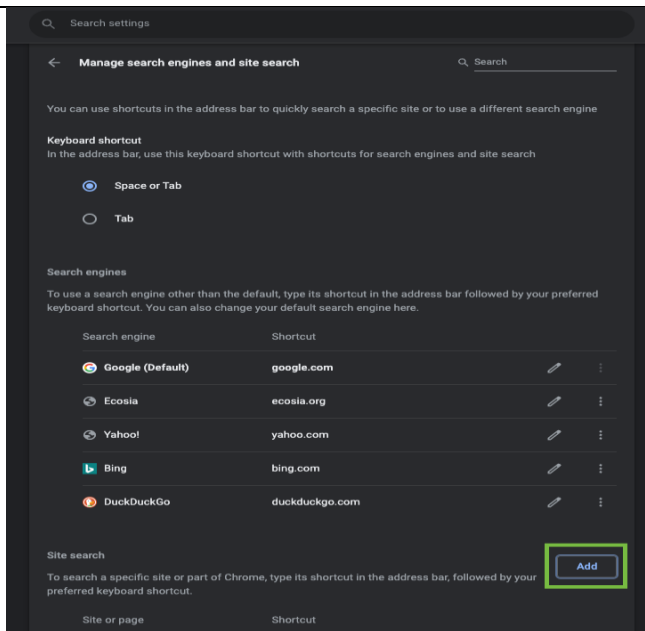 Search settings
Manage search engines and site search
Search
You can use shortcuts in the address bar to quickly search a specific site or to use a different search engine
Keyboard shortcut
In the address bar, use this keyboard shortcut with shortcuts for search engines and site search
Space or Tab
Tab
Search engines
To use a search engine other than the default, type its shortcut in the address bar followed by your preferred
keyboard shortcut. You can also change your default search engine here.
Search engine Shortcut
Google (Default) google.com
Ecosia ecosia.org
Yahoo! yahoo.com
Bing bing.com
DuckDuckGo duckduckgo.com
Site search
Add
To search a specific site or part of Chrome, type its shortcut in the address bar, followed by your
preferred keyboard shortcut.
Site or page Shortcut